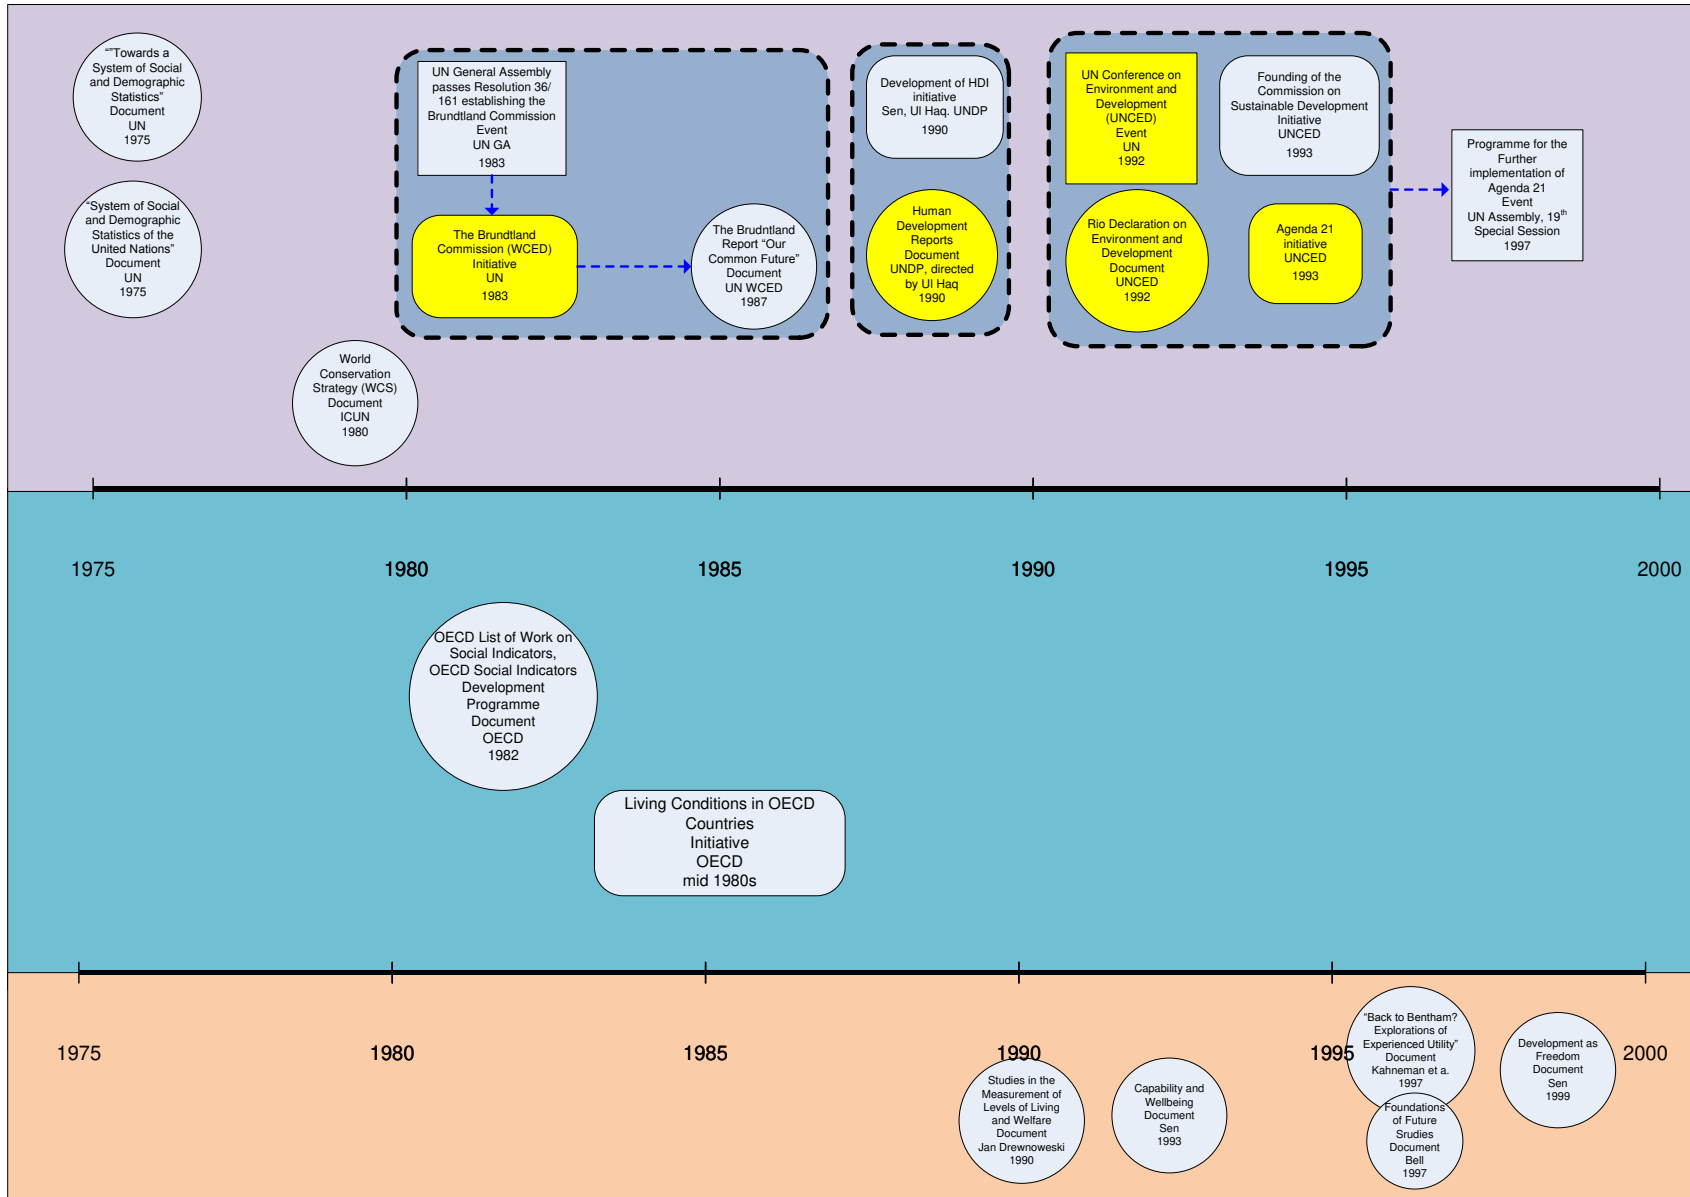 “”Towards a
System of Social
and Demographic
Statistics”
Document
UN
1975
“System of Social
and Demographic
Statistics of the
United Nations”
Document
UN
1975
World
Conservation
Strategy (WCS)
Document
ICUN
1980
UN General Assembly
passes Resolution 36/
161 establishing the
Brundtland Commission
Event
UN GA
1983
The Brundtland
Commission (WCED)
Initiative
UN
1983
The Brudntland
Report “Our
Common Future”
Document
UN WCED
1987
Development of HDI
initiative
Sen, Ul Haq. UNDP
1990
Human
Development
Reports
Document
UNDP, directed
by Ul Haq
1990
UN Conference on
Environment and
Development
(UNCED)
Event
UN
1992
Founding of the
Commission on
Sustainable Development
Initiative
UNCED
1993
Rio Declaration on
Environment and
Development
Document
UNCED
1992
Agenda 21
initiative
UNCED
1993
Programme for the
Further
implementation of
Agenda 21
Event
UN Assembly, 19th
Special Session
1997
1975 1980 1985 1990 1995 2000
OECD List of Work on
Social Indicators,
OECD Social Indicators
Development
Programme
Document
OECD
1982
Living Conditions in OECD
Countries
Initiative
OECD
mid 1980s
1975 1980 1985 1990 1995 2000
Studies in the
Measurement of
Levels of Living
and Welfare
Document
Jan Drewnoweski
1990
Capability and
Wellbeing
Document
Sen
1993
“Back to Bentham?
Explorations of
Experienced Utility”
Document
Kahneman et a.
1997
Foundations
of Future
Srudies
Document
Bell
1997
Development as
Freedom
Document
Sen
1999